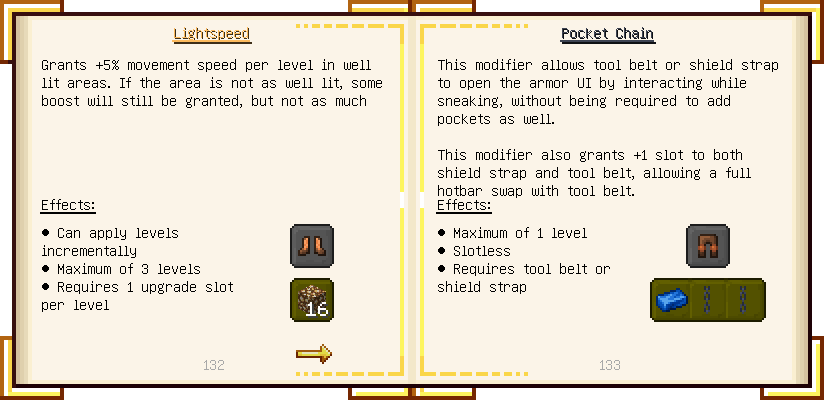 Lightspeed
Grants +5% movement speed per level in well
lit areas. If the area is not as well lit, some
boost will still be granted, but not as much
Effects:
● Can apply levels
incrementally
● Maximum of 3 levels
● Requires 1 upgrade slot
per level
16
132
Pocket Chain
This modifier allows tool belt or shield strap
to open the armor UI by interacting while
sneaking, without being required to add
pockets as well.
This modifier also grants +1 slot to both
shield strap and tool belt, allowing a full
hotbar swap with tool belt.
Effects:
● Maximum of 1 level
● Slotless
● Requires tool belt or
shield strap
133